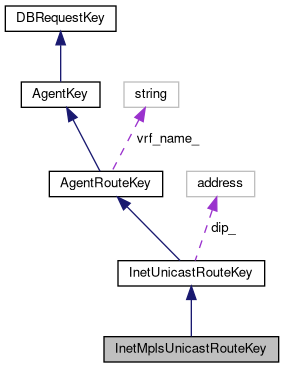 DBRequestKey
AgentKey
string
vrf_name_
AgentRouteKey
address
dip_
InetUnicastRouteKey
InetMplsUnicastRouteKey